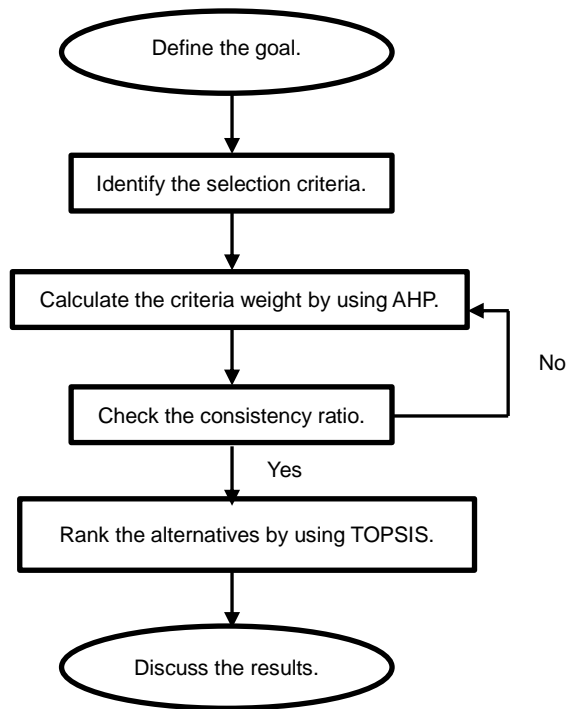 Define the goal.
Identify the selection criteria.
Calculate the criteria weight by using AHP.
No
Check the consistency ratio.
Yes
Rank the alternatives by using TOPSIS.
Discuss the results.